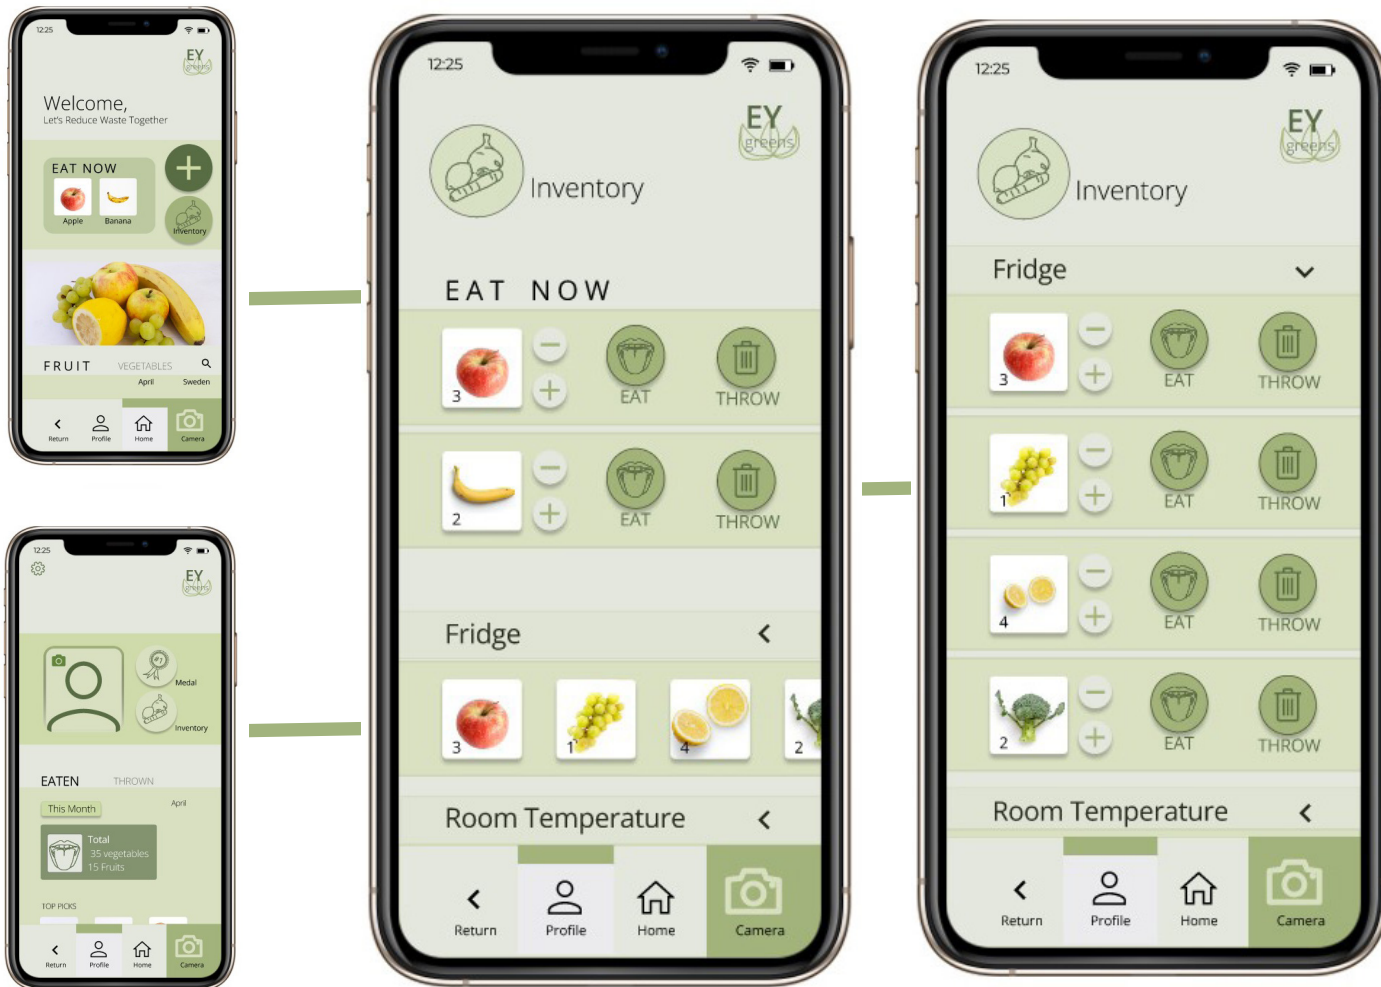 12:25
EY
greens
Welcome,
Let's Reduce Waste Together
EAT NOW
Apple Banana
Inventory
FRUIT VEGETABLES
April Sweden
Return Profile Home Camera
12:25
EY
greens
Medal
Inventory
EATEN THROWN
This Month April
Total
35 vegetables
15 Fruits
TOP PICKS
Return Profile Home Camera
12:25
EY
greens
Inventory
EAT NOW
3 EAT THROW
2 EAT THROW
Fridge
3 1 4 2
Room Temperature
Return Profile Home Camera
12:25
EY
greens
Inventory
Fridge
3 EAT THROW
1 EAT THROW
4 EAT THROW
2 EAT THROW
Room Temperature
Return Profile Home Camera